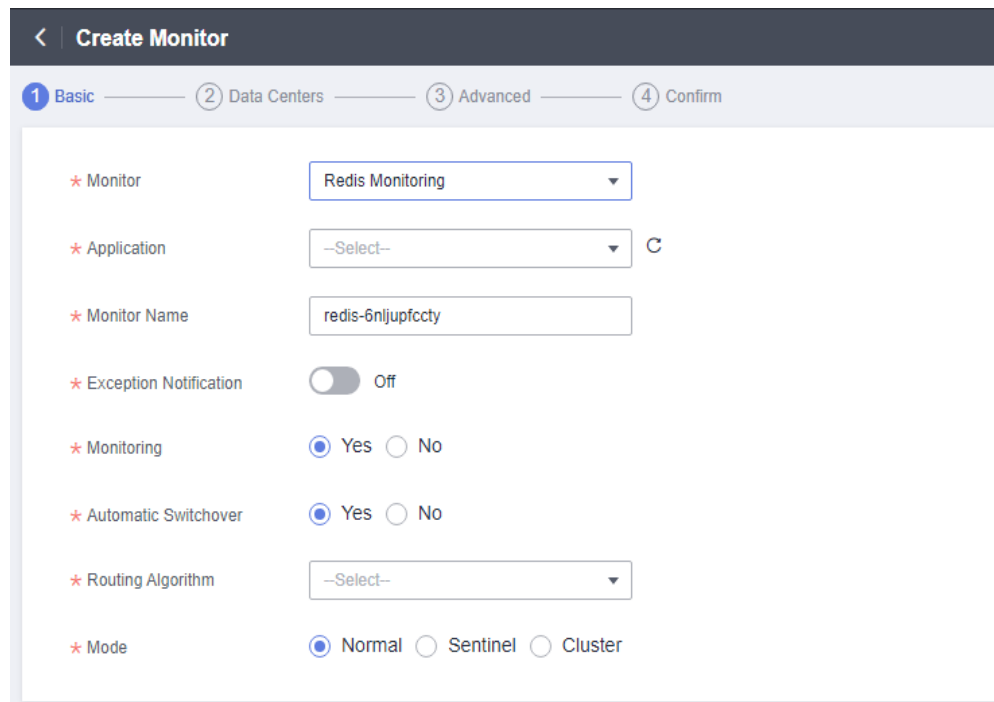 Create Monitor
1 Basic 2 Data Centers 3 Advanced 4 Confirm
* Monitor Redis Monitoring
* Application --Select--
* Monitor Name redis-6nljupfccty
* Exception Notification Off
* Monitoring Yes No
* Automatic Switchover Yes No
* Routing Algorithm --Select--
* Mode Normal Sentinel Cluster